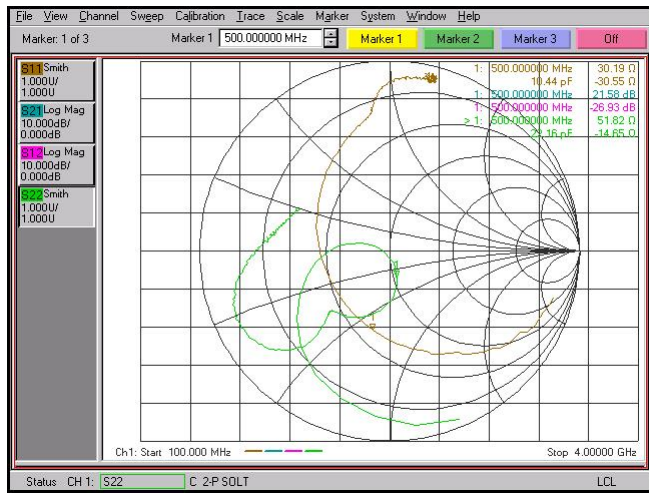 File View Channel Sweep Calibration Trace Scale Marker System Window Help
Marker: 1 of 3 Marker 1 500.000000 MHz Marker 1 Marker 2 Marker 3 Off
S11 Smith
1.000U/
1.000U
S21 Log Mag
10.000dB/
0.000dB
S12 Log Mag
10.000dB/
0.000dB
S22 Smith
1.000U/
1.000U
1: 500.000000 MHz 30.19 Ω
10.44 pF -30.55 Ω
1: 500.000000 MHz 21.58 dB
1: 500.000000 MHz -26.93 dB
> 1: 500.000000 MHz 51.82 Ω
-14.65 Ω
1
Ch1: Start 100.000 MHz Stop 4.00000 GHz
Status CH 1: S22 C 2-P SOLT LCL